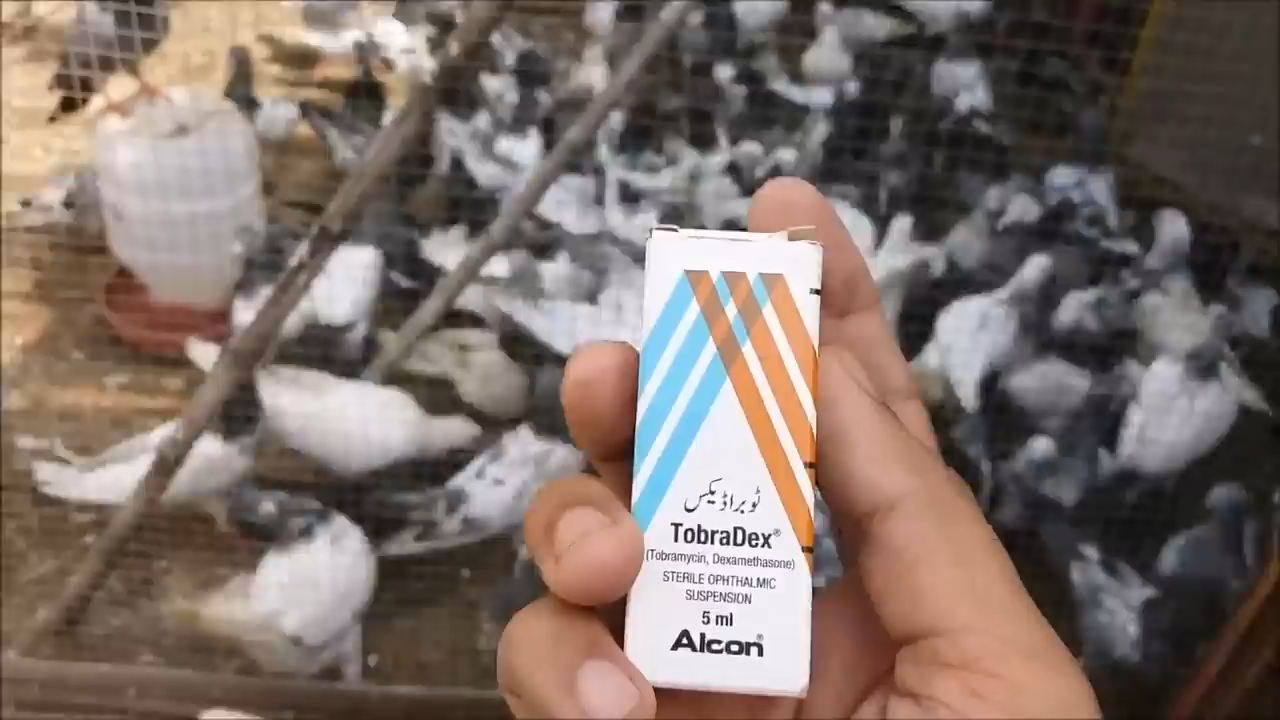 ٹوبراڈیکس
TobraDex®
(Tobramycin, Dexamethasone)
STERILE OPHTHALMIC
SUSPENSION
5 ml
Alcon®